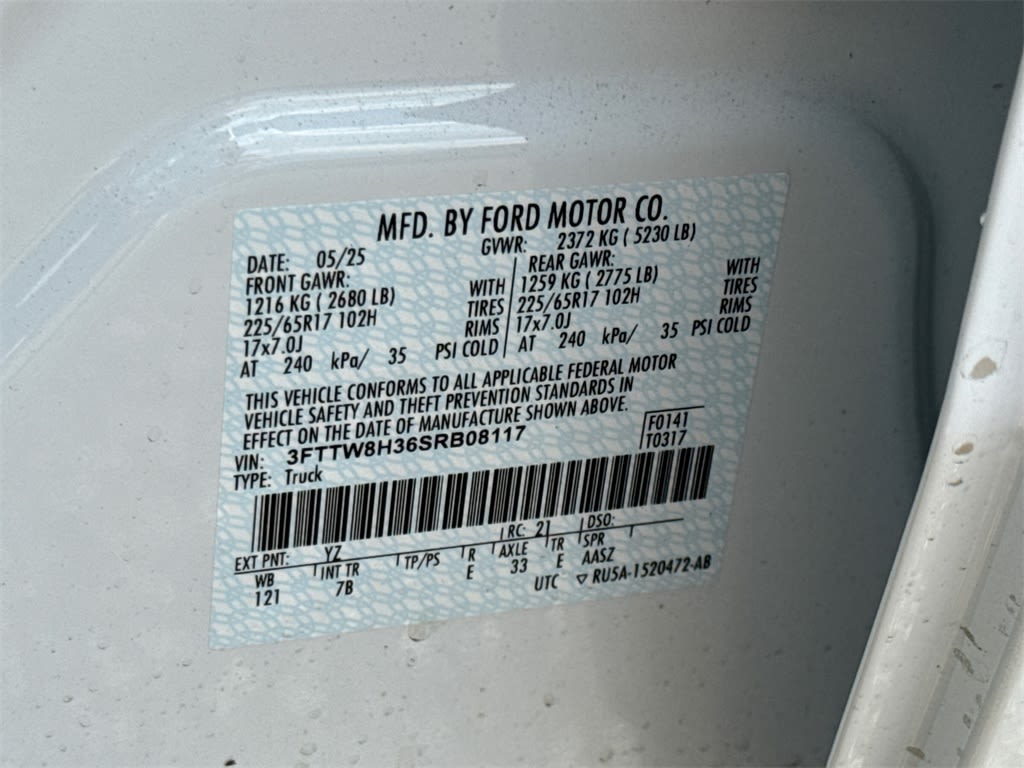 MFD. BY FORD MOTOR CO.
DATE: 05/25 GVWR: 2372 KG ( 5230 LB)
FRONT GAWR: REAR GAWR:
1216 KG ( 2680 LB) WITH 1259 KG ( 2775 LB) WITH
225/65R17 102H TIRES 225/65R17 102H TIRES
17x7.0J RIMS 17x7.0J RIMS
AT 240 kPa/ 35 PSI COLD AT 240 kPa/ 35 PSI COLD
THIS VEHICLE CONFORMS TO ALL APPLICABLE FEDERAL MOTOR
VEHICLE SAFETY AND THEFT PREVENTION STANDARDS IN
EFFECT ON THE DATE OF MANUFACTURE SHOWN ABOVE.
VIN: 3FTTW8H36SRB08117 F0141
TYPE: Truck T0317
EXT PNT: YZ RC: 21 DSO:
WB INT TR TP/PS R AXLE TR SPR
121 7B E 33 E AASZ
UTC ▽ RU5A-1520472-AB